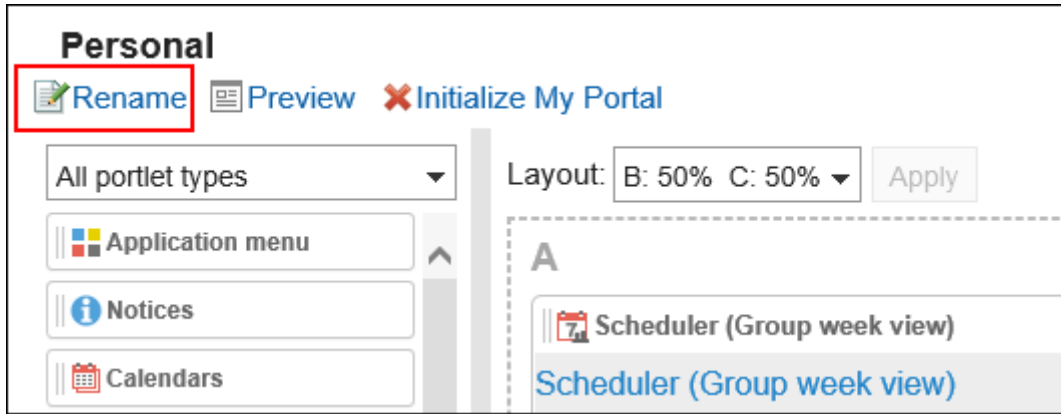 Personal
Rename Preview Initialize My Portal
All portlet types
Layout: B: 50% C: 50% Apply
Application menu
Notices
Calendars
A
7 Scheduler (Group week view)
Scheduler (Group week view)